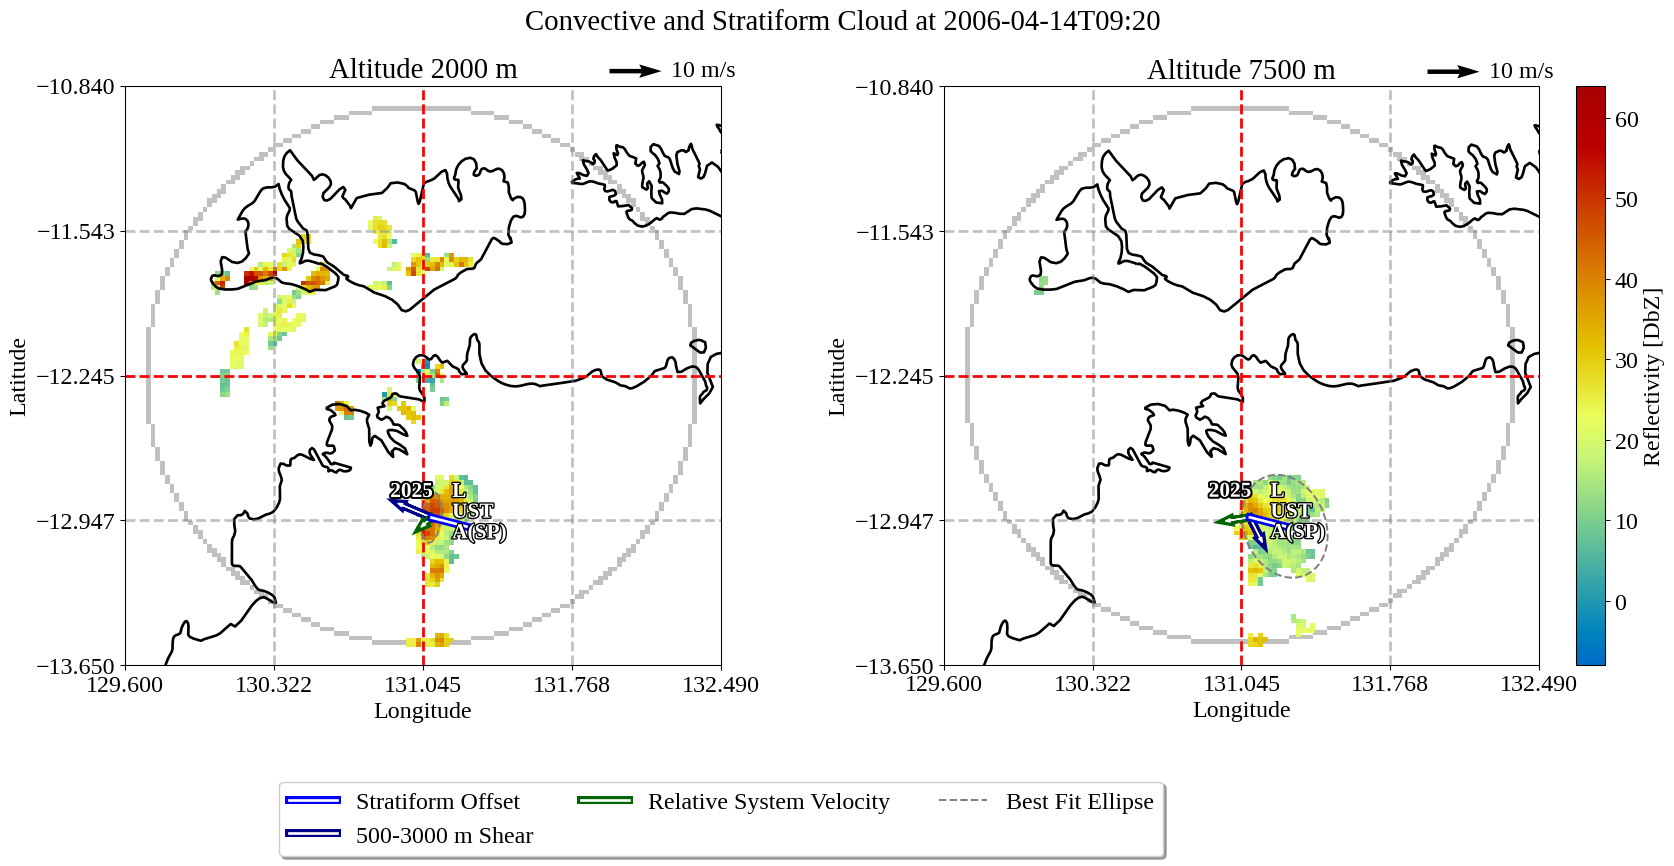 Convective and Stratiform Cloud at 2006-04-14T09:20
Altitude 2000 m
10 m/s
−10.840
−11.543
−12.245
−12.947
−13.650
Latitude
2025
L
UST
A(SP)
129.600
130.322
131.045
131.768
132.490
Longitude
Altitude 7500 m
10 m/s
−10.840
−11.543
−12.245
−12.947
−13.650
Latitude
2025
L
UST
A(SP)
129.600
130.322
131.045
131.768
132.490
Longitude
60
50
40
30
20
10
0
Reflectivity [DbZ]
Stratiform Offset
500-3000 m Shear
Relative System Velocity
Best Fit Ellipse